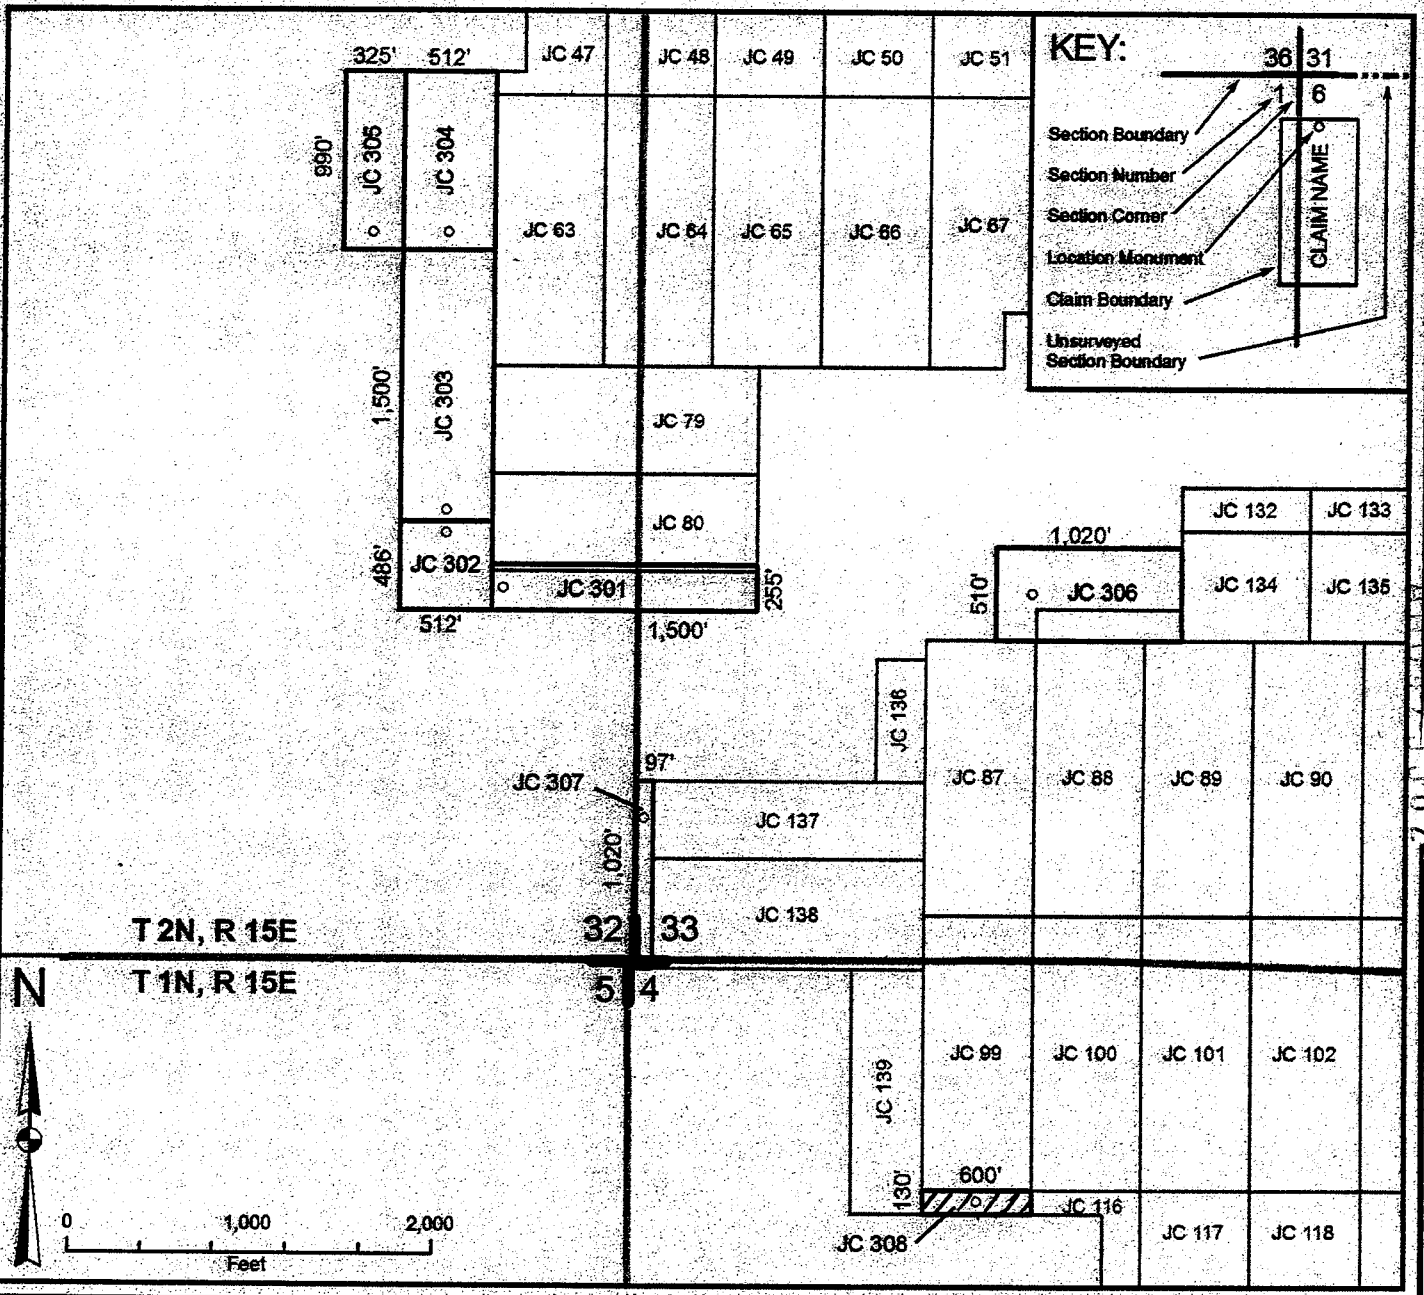 325' 512' JC 47 JC 48 JC 49 JC 50 JC 51
KEY:
36 31
1 6
Section Boundary
Section Number
Section Corner
Location Monument
Claim Boundary
Unsurveyed
Section Boundary
CLAIM NAME
990' JC 305 JC 304
JC 63 JC 64 JC 65 JC 66 JC 67
1,500' JC 303
JC 79
JC 80
486' JC 302 JC 301 255'
512' 1,500'
1,020'
510' JC 306
JC 132 JC 133
JC 134 JC 135
JC 136
97'
JC 307
1,020'
JC 137
JC 138
JC 87 JC 88 JC 89 JC 90
T 2N, R 15E
32 33
T 1N, R 15E
5 4
N
JC 139
JC 99 JC 100 JC 101 JC 102
130' 600'
JC 116
JC 308
JC 117 JC 118
0 1,000 2,000
Feet